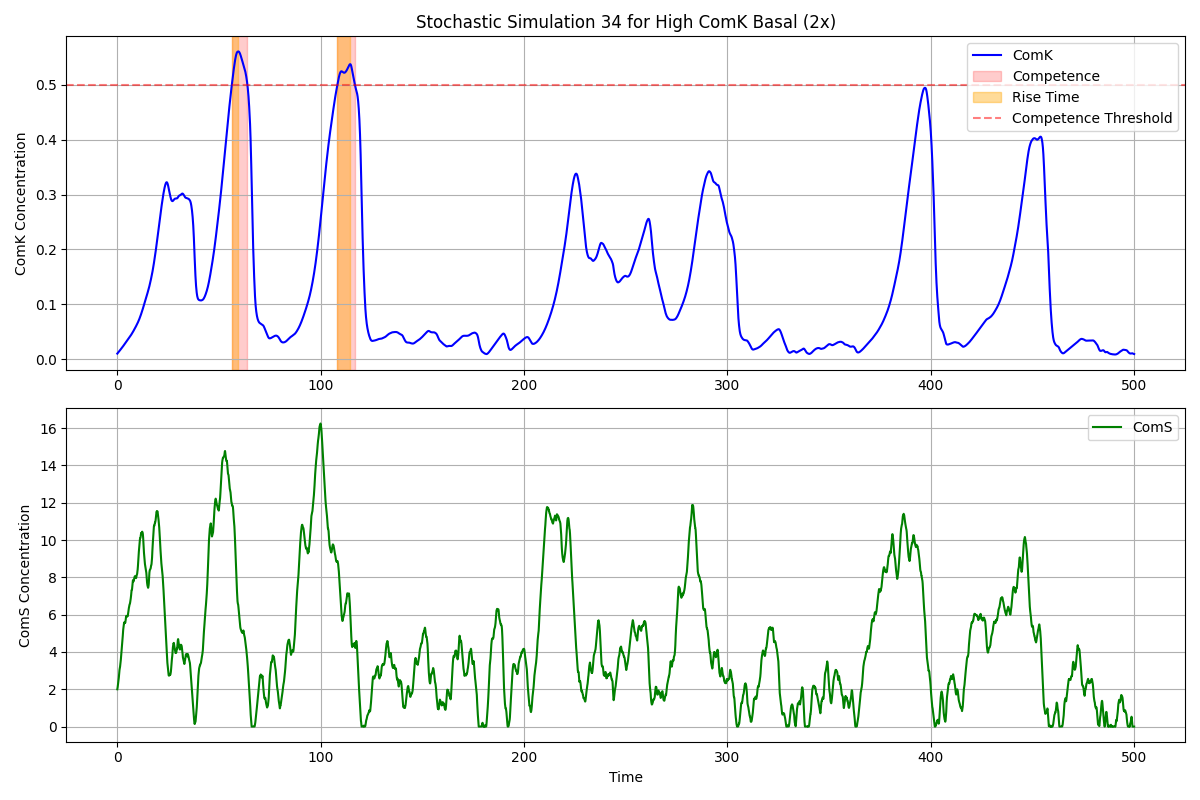 Stochastic Simulation 34 for High ComK Basal (2x)
ComK Concentration
0.5
0.4
0.3
0.2
0.1
0.0
ComK
Competence
Rise Time
Competence Threshold
0 100 200 300 400 500
ComS Concentration
16
14
12
10
8
6
4
2
0
ComS
0 100 200 300 400 500
Time